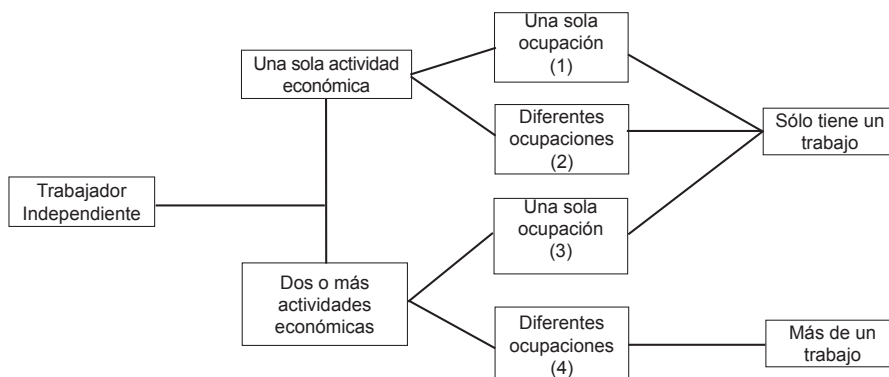 Una sola
ocupación
(1)
Una sola actividad
económica
Diferentes
ocupaciones
(2)
Sólo tiene un
trabajo
Trabajador
Independiente
Una sola
ocupación
(3)
Dos o más
actividades
económicas
Diferentes
ocupaciones
(4)
Más de un
trabajo